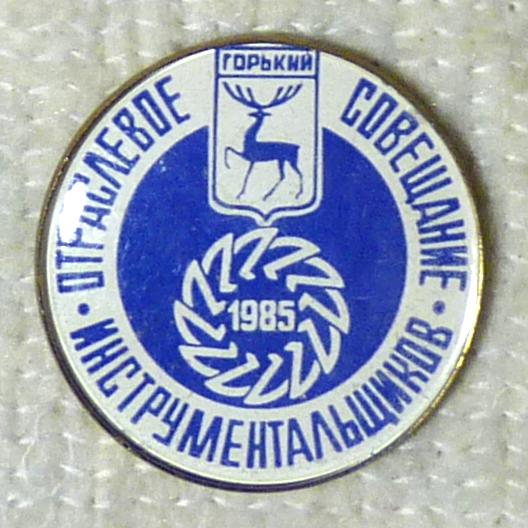 ГОРЬКИЙ
ОТРАСЛЕВОЕ СОВЕЩАНИЕ
• ИНСТРУМЕНТАЛЬЩИКОВ •
1985